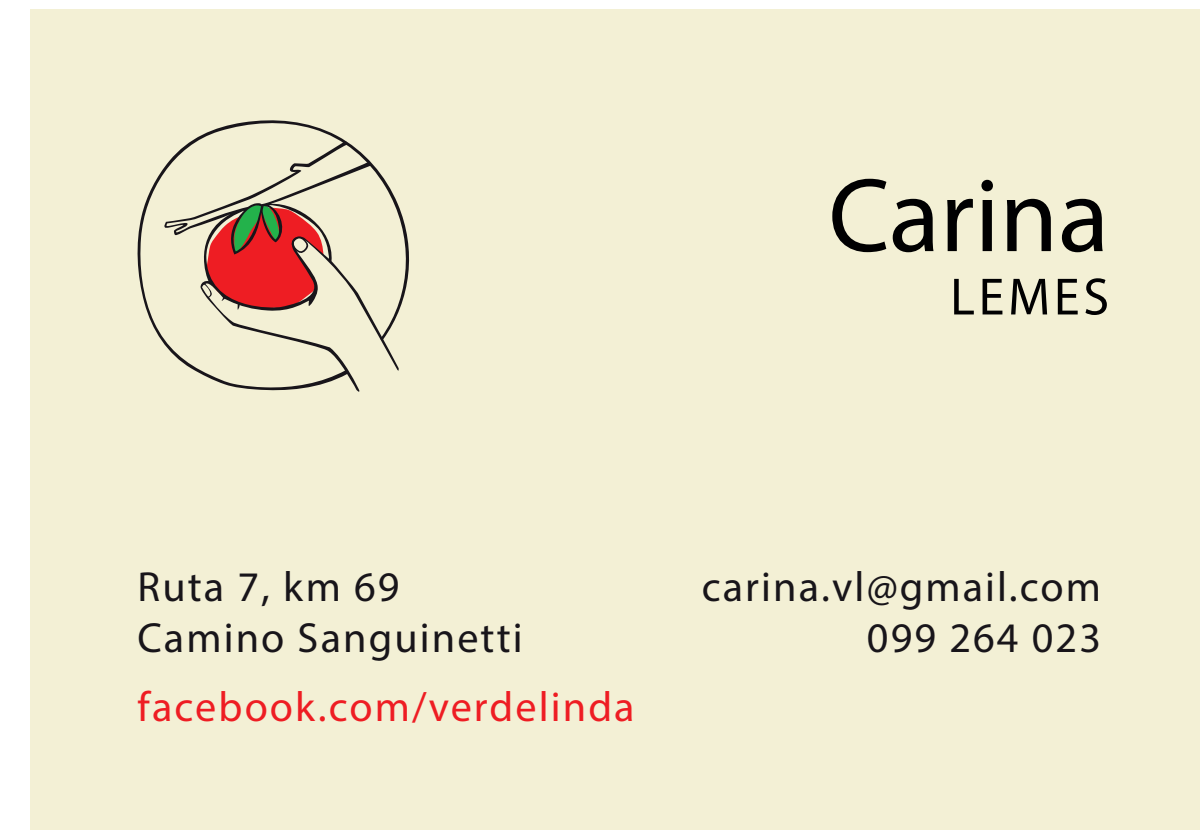 Carina
LEMES
Ruta 7, km 69
Camino Sanguinetti
facebook.com/verdelinda
carina.vl@gmail.com
099 264 023